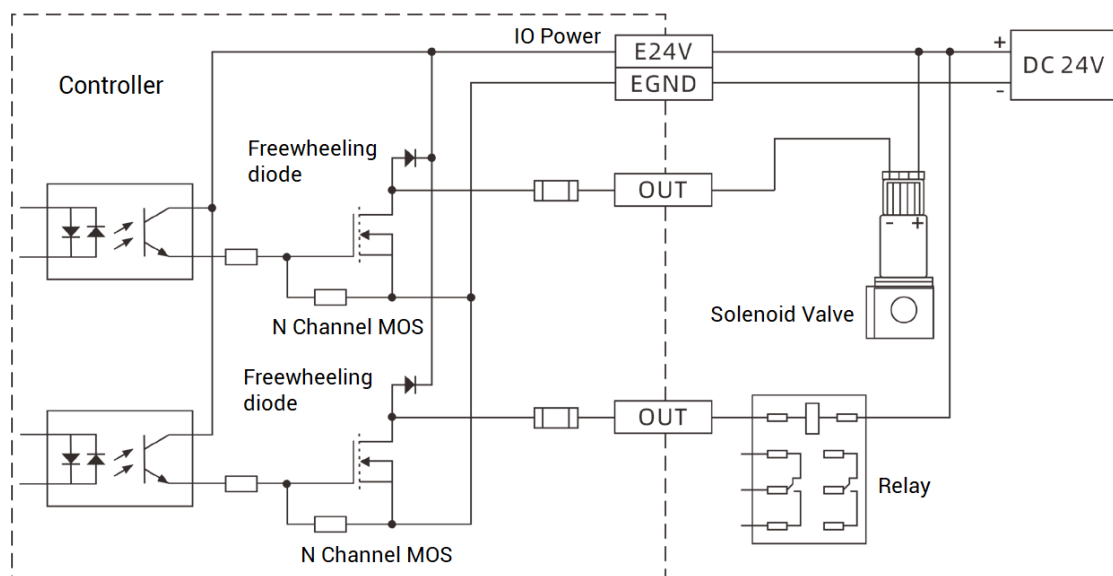 IO Power
E24V
+
DC 24V
Controller
EGND
-
Freewheeling
diode
OUT
- +
N Channel MOS
Solenoid Valve
Freewheeling
diode
OUT
Relay
N Channel MOS